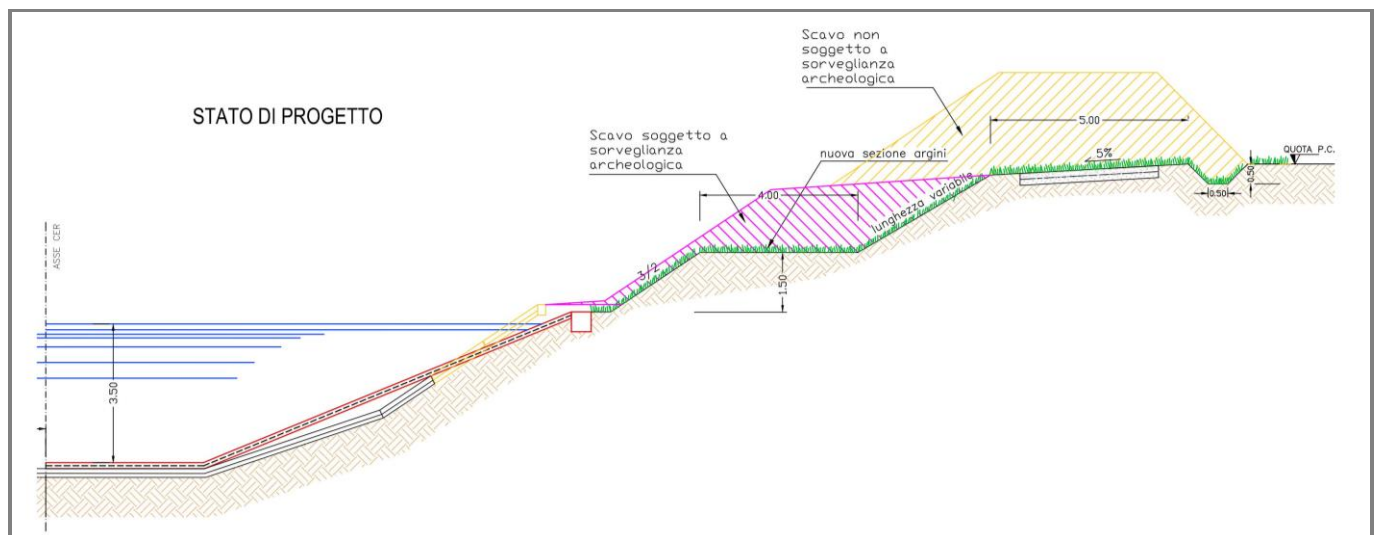 STATO DI PROGETTO
Scavo non
soggetto a
sorveglianza
archeologica
Scavo soggetto a
sorveglianza
archeologica
nuova sezione argini
5.00
5%
QUOTA P.C.
0.50
0.50
4.00
lunghezza variabile
3/2
1.50
ASSE CER
3.50